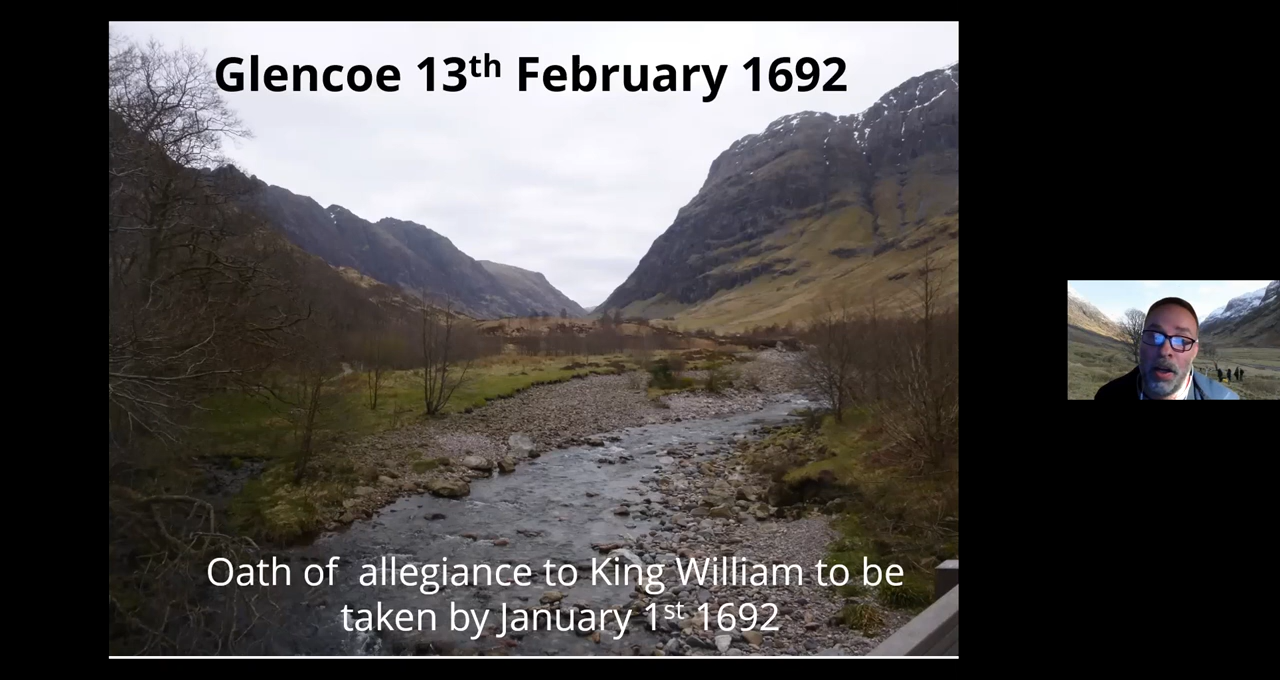 Glencoe 13th February 1692
Oath of allegiance to King William to be
taken by January 1st 1692